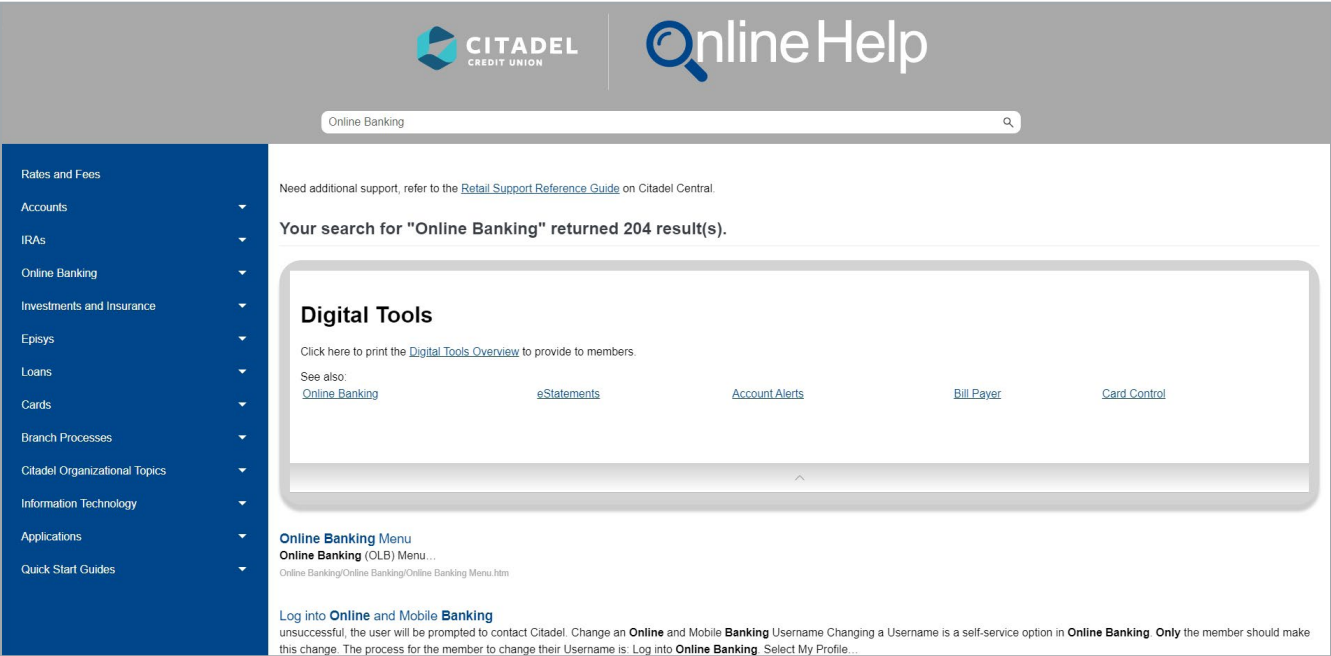 CITADEL
CREDIT UNION
Online Help
Online Banking
Rates and Fees
Accounts
IRAs
Online Banking
Investments and Insurance
Episys
Loans
Cards
Branch Processes
Citadel Organizational Topics
Information Technology
Applications
Quick Start Guides
Need additional support, refer to the Retail Support Reference Guide on Citadel Central.
Your search for "Online Banking" returned 204 result(s).
Digital Tools
Click here to print the Digital Tools Overview to provide to members.
See also:
Online Banking eStatements Account Alerts Bill Payer Card Control
Online Banking Menu
Online Banking (OLB) Menu...
Online Banking/Online Banking/Online Banking Menu.htm
Log into Online and Mobile Banking
unsuccessful, the user will be prompted to contact Citadel. Change an Online and Mobile Banking Username Changing a Username is a self-service option in Online Banking. Only the member should make
this change. The process for the member to change their Username is: Log into Online Banking. Select My Profile...